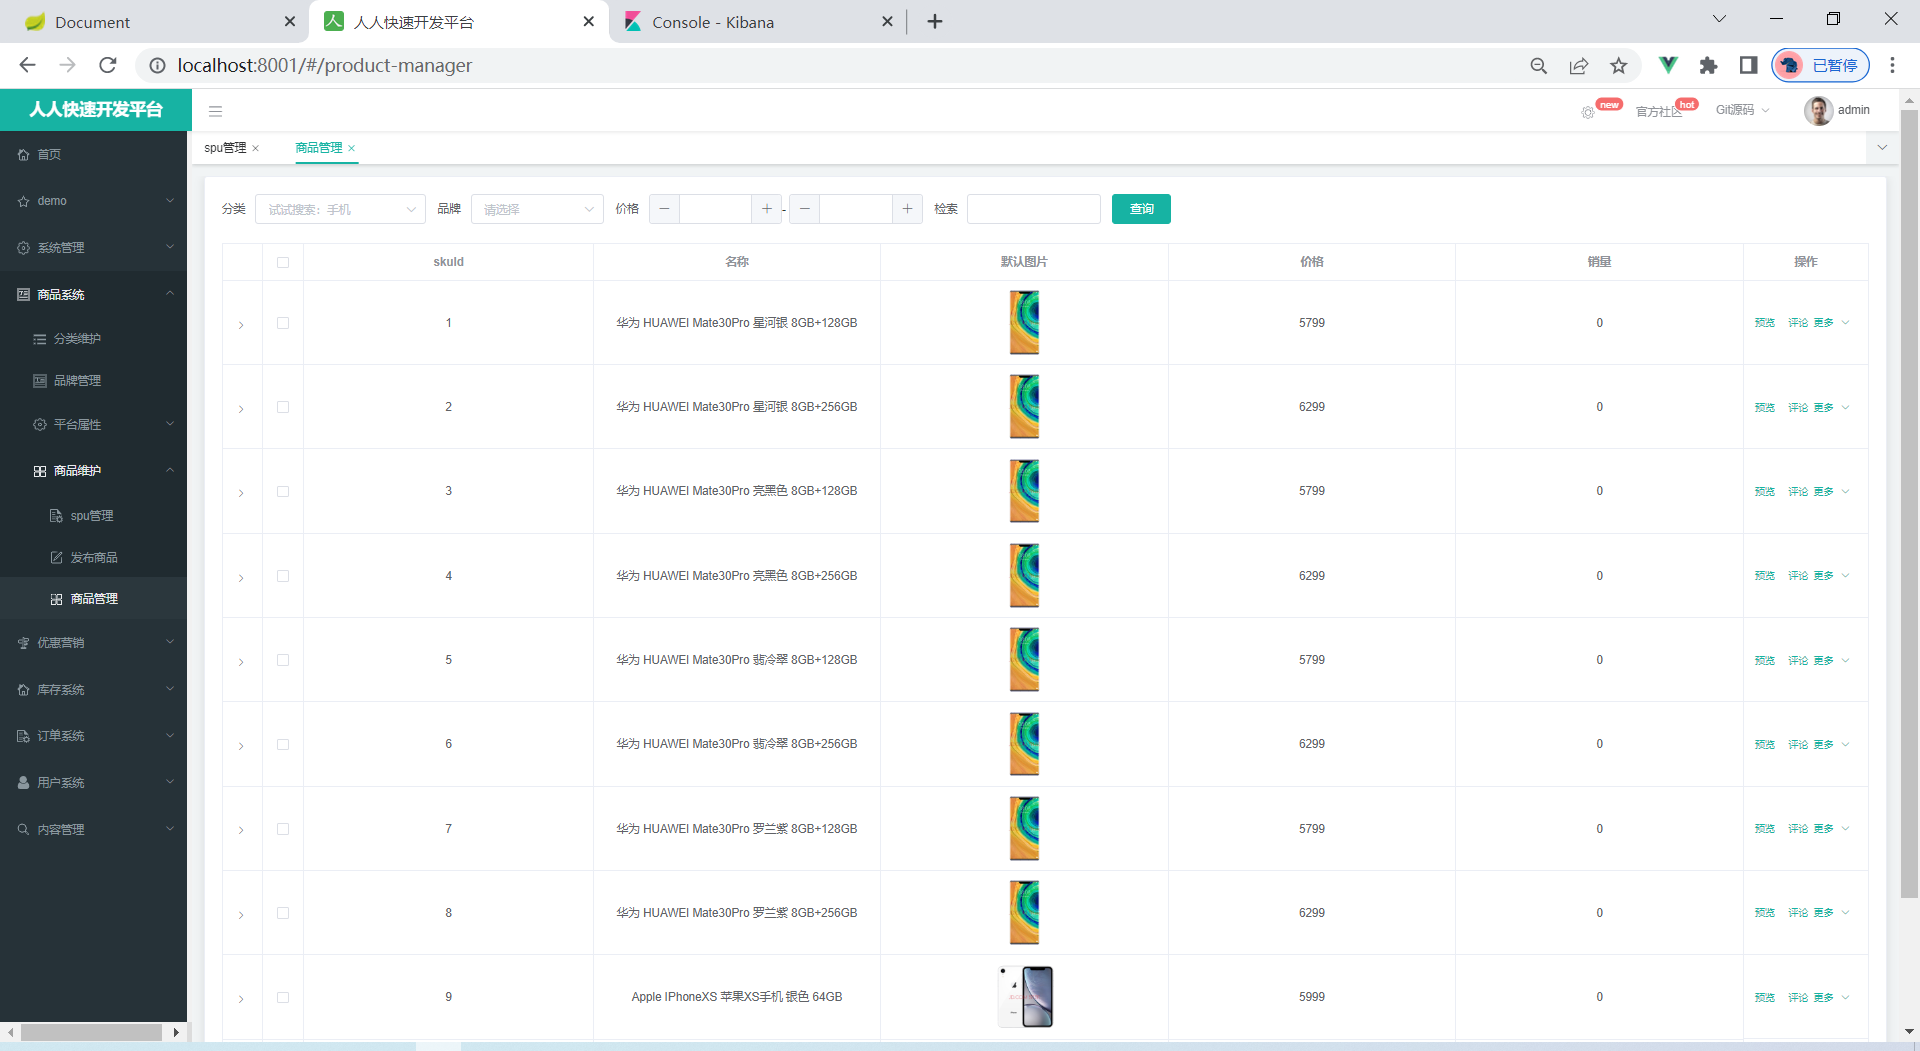 Document
人人快速开发平台
Console - Kibana
localhost:8001/#/product-manager
已暂停
人人快速开发平台
new
官方社区
hot
Git源码
admin
首页
demo
系统管理
商品系统
分类维护
品牌管理
平台属性
商品维护
spu管理
发布商品
商品管理
优惠营销
库存系统
订单系统
用户系统
内容管理
spu管理
商品管理
分类 试试搜索：手机 品牌 请选择 价格 - 检索 查询
skuId 名称 默认图片 价格 销量 操作
1 华为 HUAWEI Mate30Pro 星河银 8GB+128GB 5799 0 预览 评论 更多
2 华为 HUAWEI Mate30Pro 星河银 8GB+256GB 6299 0 预览 评论 更多
3 华为 HUAWEI Mate30Pro 亮黑色 8GB+128GB 5799 0 预览 评论 更多
4 华为 HUAWEI Mate30Pro 亮黑色 8GB+256GB 6299 0 预览 评论 更多
5 华为 HUAWEI Mate30Pro 翡冷翠 8GB+128GB 5799 0 预览 评论 更多
6 华为 HUAWEI Mate30Pro 翡冷翠 8GB+256GB 6299 0 预览 评论 更多
7 华为 HUAWEI Mate30Pro 罗兰紫 8GB+128GB 5799 0 预览 评论 更多
8 华为 HUAWEI Mate30Pro 罗兰紫 8GB+256GB 6299 0 预览 评论 更多
9 Apple IPhoneXS 苹果XS手机 银色 64GB 5999 0 预览 评论 更多